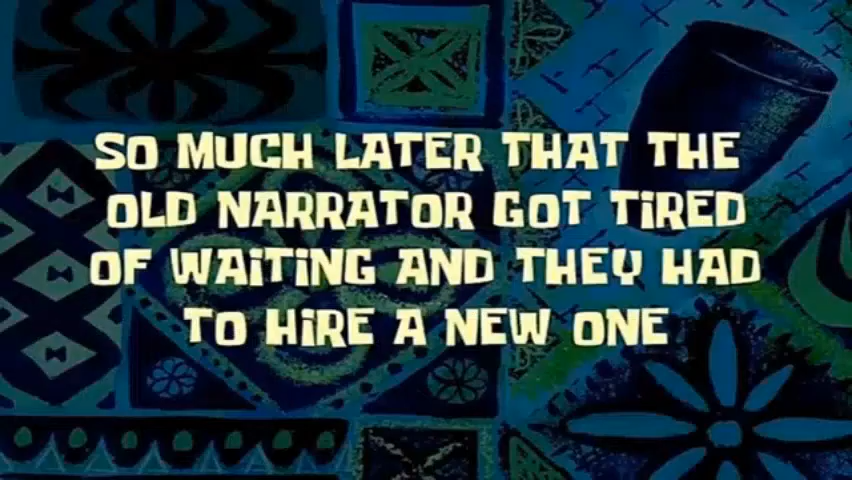 SO MUCH LATER THAT THE
OLD NARRATOR GOT TiRED
OF WAiTiNG AND THEY HAD
TO HiRE A NEW ONE